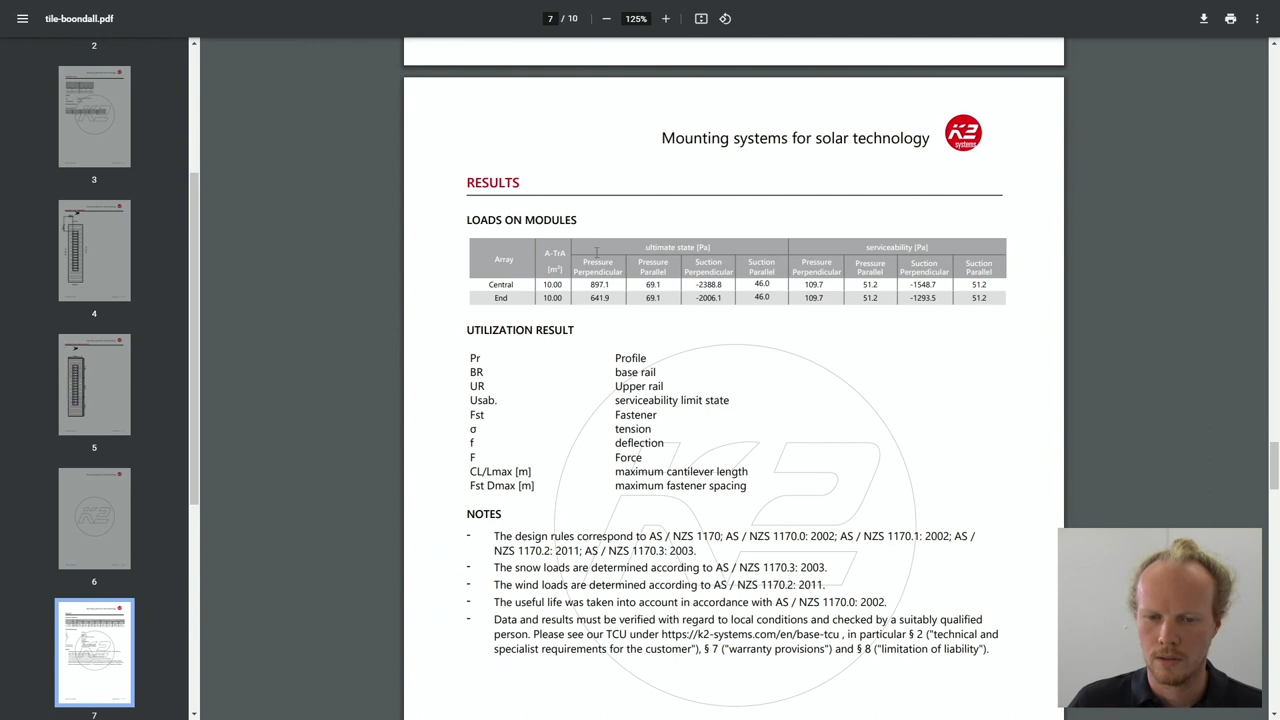 tile-boondall.pdf
7 / 10
125%
2
3
4
5
6
7
Mounting systems for solar technology
K2
systems
RESULTS
LOADS ON MODULES
Array A-TrA [m²] ultimate state [Pa] serviceability [Pa]
Pressure Perpendicular Pressure Parallel Suction Perpendicular Suction Parallel Pressure Perpendicular Pressure Parallel Suction Perpendicular Suction Parallel
Central 10.00 897.1 69.1 -2388.8 46.0 109.7 51.2 -1548.7 51.2
End 10.00 641.9 69.1 -2006.1 46.0 109.7 51.2 -1293.5 51.2
UTILIZATION RESULT
Pr Profile
BR base rail
UR Upper rail
Usab. serviceability limit state
Fst Fastener
σ tension
f deflection
F Force
CL/Lmax [m] maximum cantilever length
Fst Dmax [m] maximum fastener spacing
NOTES
- The design rules correspond to AS / NZS 1170; AS / NZS 1170.0: 2002; AS / NZS 1170.1: 2002; AS /
NZS 1170.2: 2011; AS / NZS 1170.3: 2003.
- The snow loads are determined according to AS / NZS 1170.3: 2003.
- The wind loads are determined according to AS / NZS 1170.2: 2011.
- The useful life was taken into account in accordance with AS / NZS 1170.0: 2002.
- Data and results must be verified with regard to local conditions and checked by a suitably qualified
person. Please see our TCU under https://k2-systems.com/en/base-tcu , in particular § 2 ("technical and
specialist requirements for the customer"), § 7 ("warranty provisions") and § 8 ("limitation of liability").